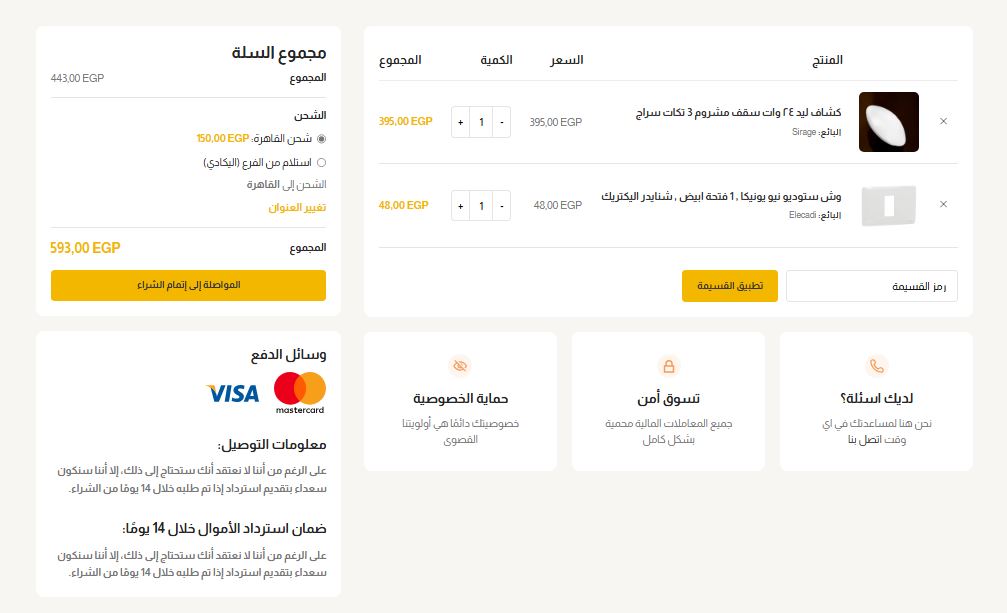 المنتج
السعر
الكمية
المجموع
×
كشاف ليد ٢٤ وات سقف مشروم 3 تكات سراج
البائع: Sirage
395,00 EGP
- 1 +
395,00 EGP
×
وش ستوديو نيو يونيكا , 1 فتحة ابيض , شنايدر اليكتريك
البائع: Elecadi
48,00 EGP
- 1 +
48,00 EGP
رمز القسيمة
تطبيق القسيمة
لديك اسئلة؟
نحن هنا لمساعدتك في اي
وقت اتصل بنا
تسوق أمن
جميع المعاملات المالية محمية
بشكل كامل
حماية الخصوصية
خصوصيتك دائمًا هي أولويتنا
القصوى
مجموع السلة
المجموع
443,00 EGP
الشحن
شحن القاهرة: 150,00 EGP
استلام من الفرع (اليكادي)
الشحن إلى القاهرة
تغيير العنوان
المجموع
593,00 EGP
المواصلة إلى إتمام الشراء
وسائل الدفع
mastercard
VISA
معلومات التوصيل:
على الرغم من أننا لا نعتقد أنك ستحتاج إلى ذلك، إلا أننا سنكون
سعداء بتقديم استرداد إذا تم طلبه خلال 14 يومًا من الشراء.
ضمان استرداد الأموال خلال 14 يومًا:
على الرغم من أننا لا نعتقد أنك ستحتاج إلى ذلك، إلا أننا سنكون
سعداء بتقديم استرداد إذا تم طلبه خلال 14 يومًا من الشراء.